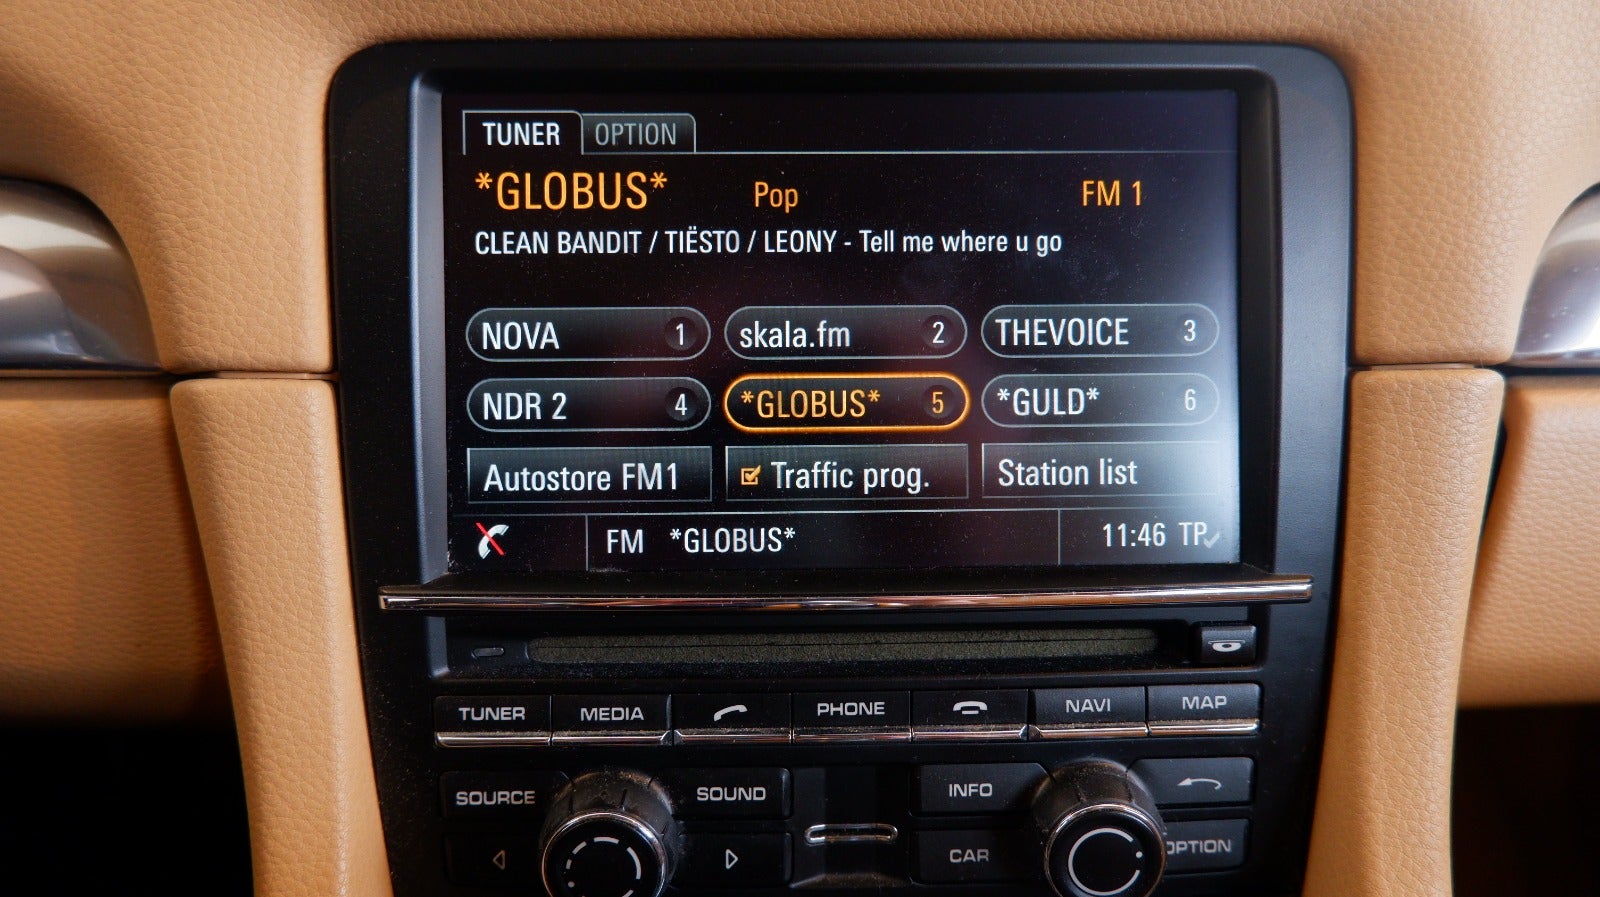 TUNER OPTION
*GLOBUS* Pop FM 1
CLEAN BANDIT / TIËSTO / LEONY - Tell me where u go
NOVA 1 skala.fm 2 THEVOICE 3
NDR 2 4 *GLOBUS* 5 *GULD* 6
Autostore FM1 Traffic prog. Station list
FM *GLOBUS* 11:46 TP
TUNER MEDIA PHONE NAVI MAP
SOURCE SOUND INFO
CAR OPTION